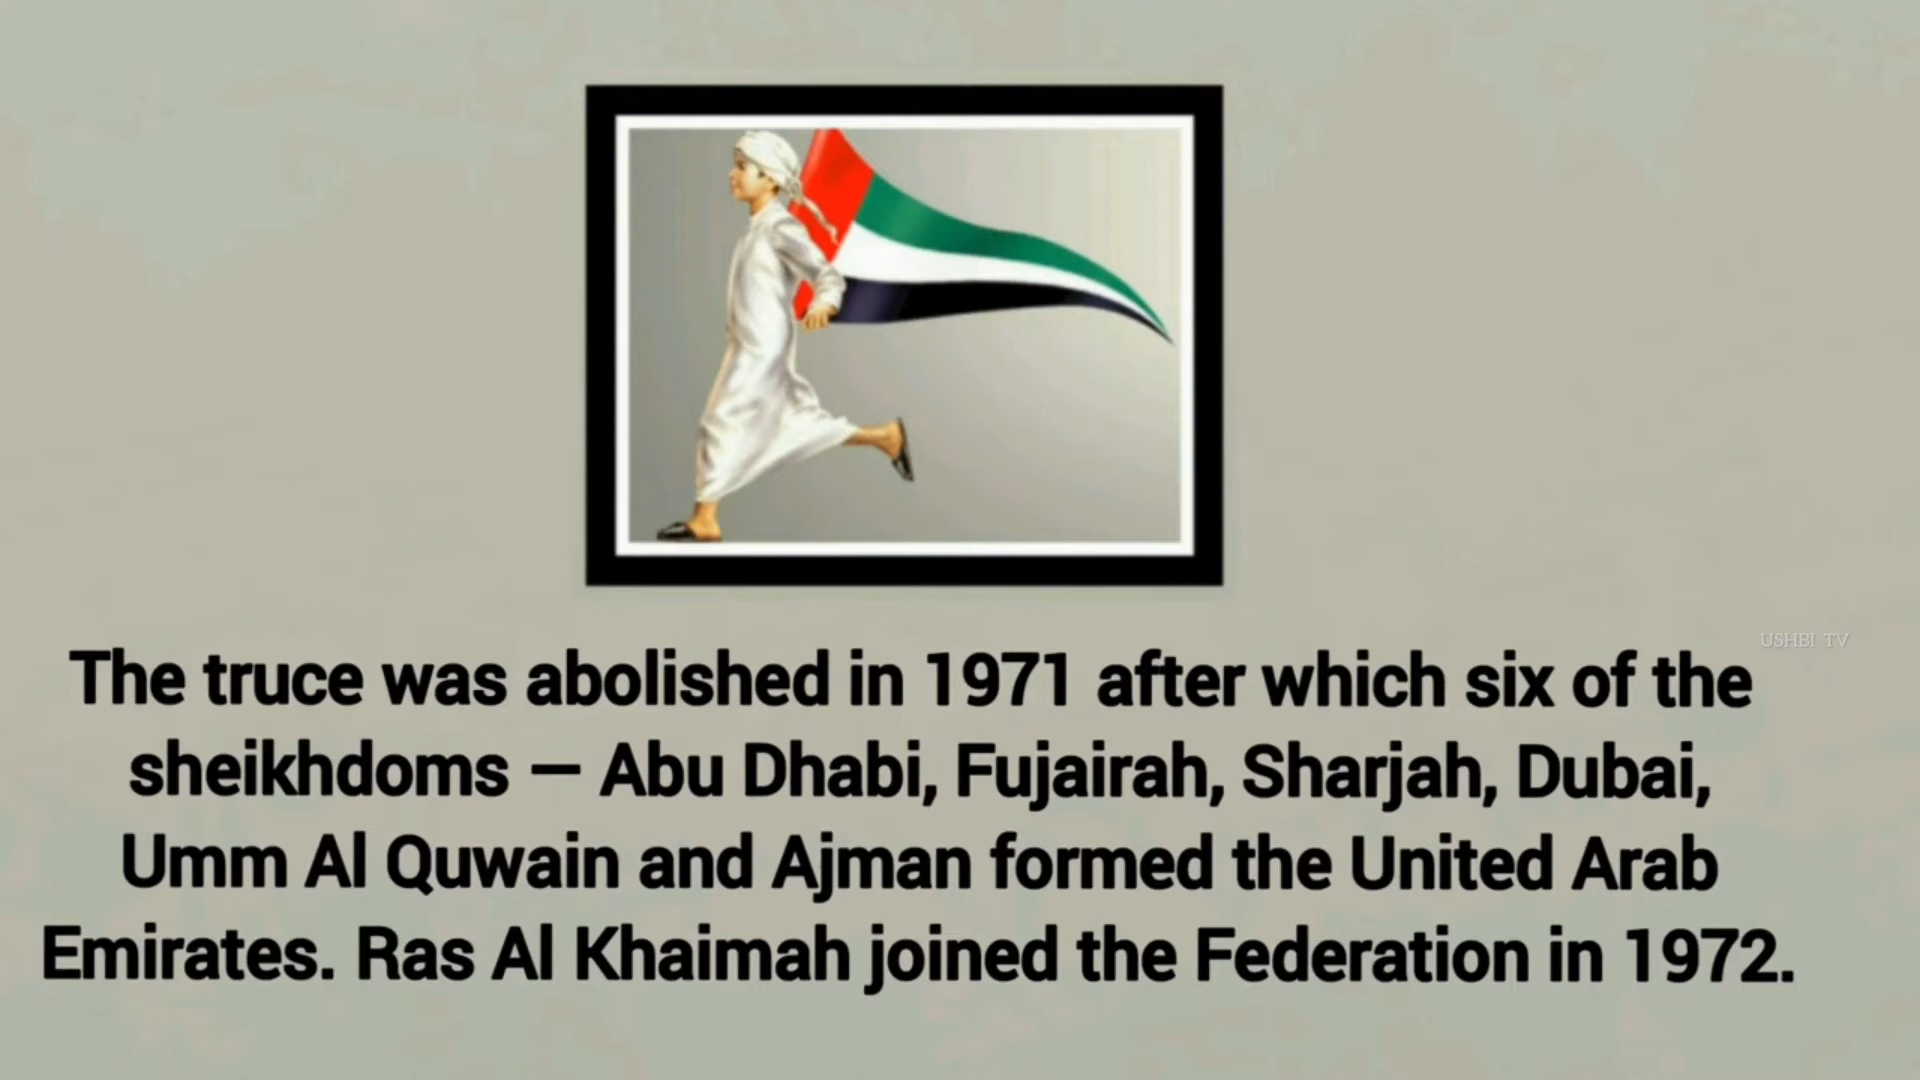 USHBI TV
The truce was abolished in 1971 after which six of the
sheikhdoms — Abu Dhabi, Fujairah, Sharjah, Dubai,
Umm Al Quwain and Ajman formed the United Arab
Emirates. Ras Al Khaimah joined the Federation in 1972.